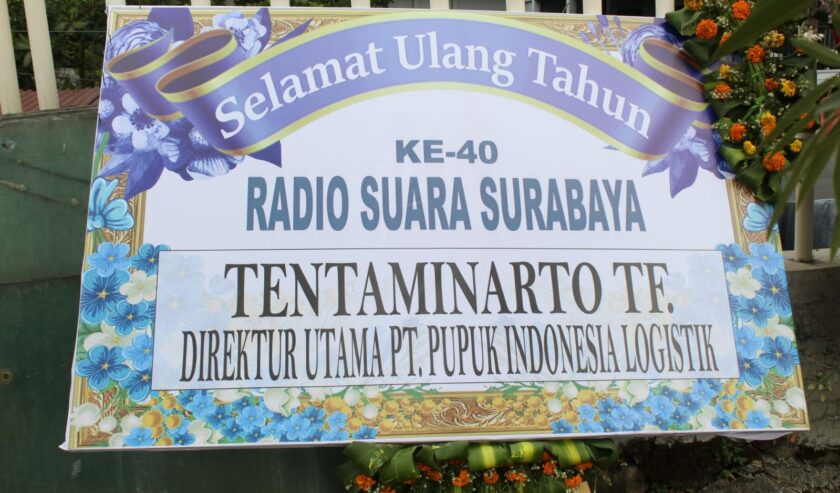 Selamat Ulang Tahun
KE-40
RADIO SUARA SURABAYA
TENTAMINARTO TF.
DIREKTUR UTAMA PT. PUPUK INDONESIA LOGISTIK